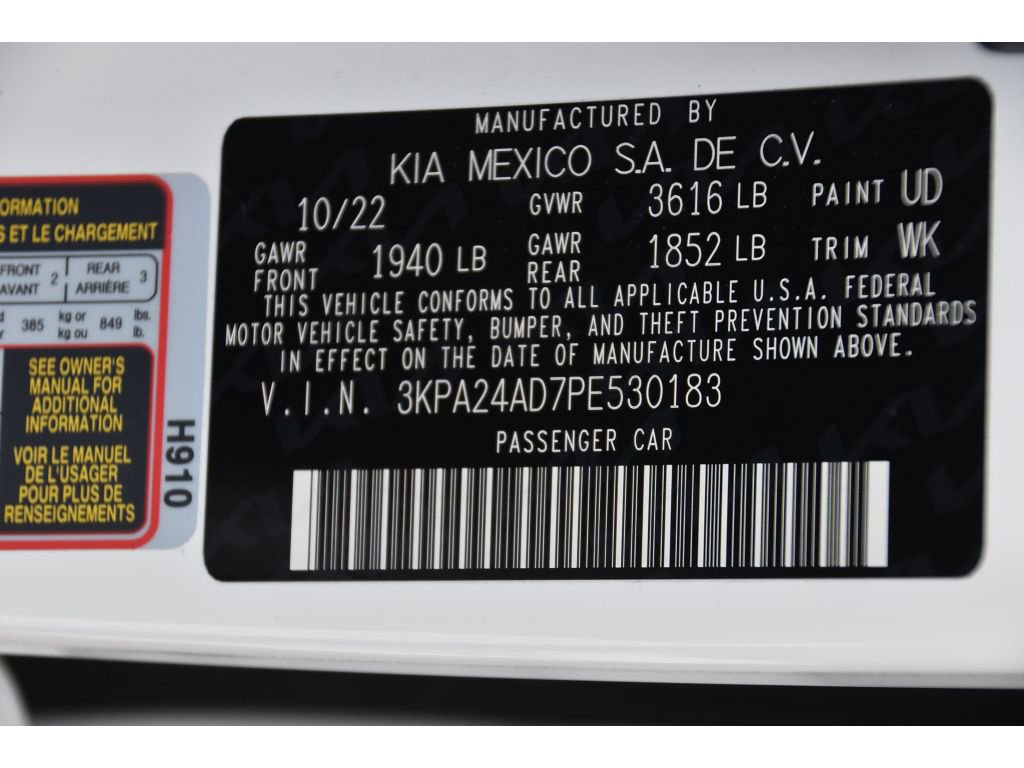 MANUFACTURED BY
KIA MEXICO S.A. DE C.V.
10/22 GVWR 3616 LB PAINT UD
GAWR FRONT 1940 LB GAWR REAR 1852 LB TRIM WK
THIS VEHICLE CONFORMS TO ALL APPLICABLE U.S.A. FEDERAL
MOTOR VEHICLE SAFETY, BUMPER, AND THEFT PREVENTION STANDARDS
IN EFFECT ON THE DATE OF MANUFACTURE SHOWN ABOVE.
V.I.N. 3KPA24AD7PE530183
PASSENGER CAR
ET LE CHARGEMENT
FRONT 2 REAR 3
AVANT ARRIÈRE
385 kg or 849 lbs.
kg ou lb.
SEE OWNER'S
MANUAL FOR
ADDITIONAL
INFORMATION
VOIR LE MANUEL
DE L'USAGER
POUR PLUS DE
RENSEIGNEMENTS
H910